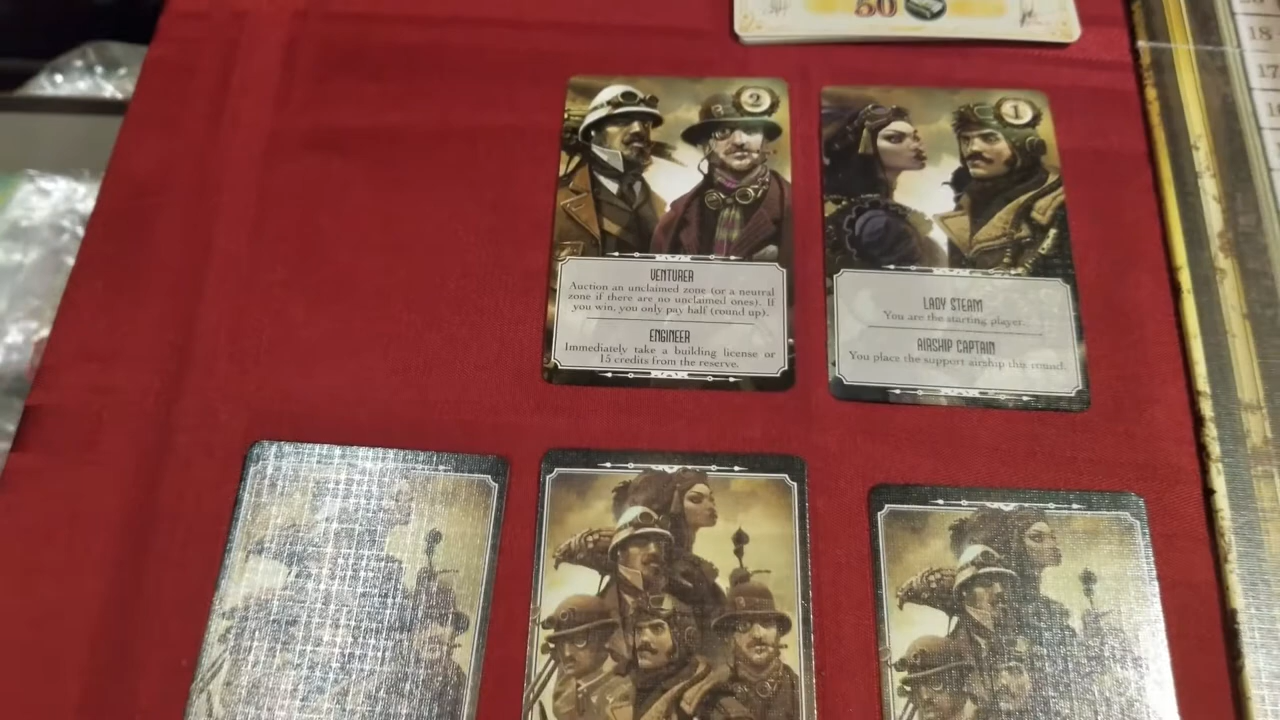 50
18
17
2
VENTURER
Auction an unclaimed zone (or a neutral
zone if there are no unclaimed ones). If
you win, you only pay half (round up).
ENGINEER
Immediately take a building license or
15 credits from the reserve.
1
LADY STEAM
You are the starting player.
AIRSHIP CAPTAIN
You place the support airship this round.